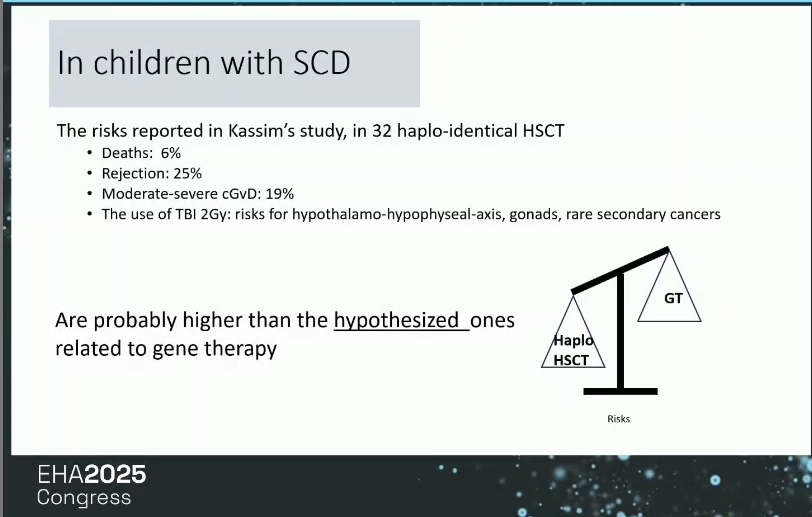 In children with SCD
The risks reported in Kassim's study, in 32 haplo-identical HSCT
• Deaths: 6%
• Rejection: 25%
• Moderate-severe cGvD: 19%
• The use of TBI 2Gy: risks for hypothalamo-hypophyseal-axis, gonads, rare secondary cancers
Are probably higher than the hypothesized ones
related to gene therapy
GT
Haplo
HSCT
Risks
EHA2025
Congress